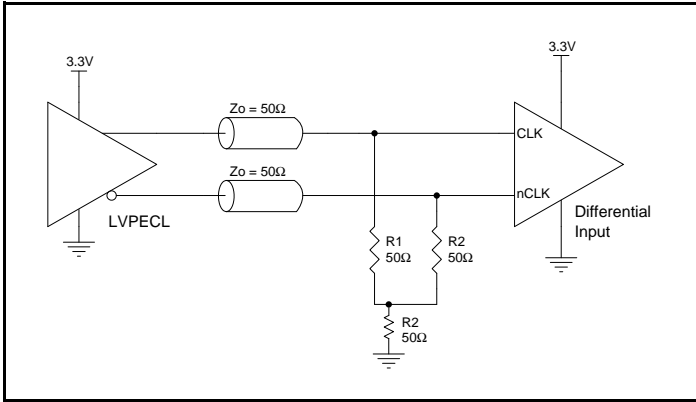 3.3V
3.3V
Zo = 50Ω
CLK
Zo = 50Ω
nCLK
LVPECL
Differential
Input
R1
50Ω
R2
50Ω
R2
50Ω